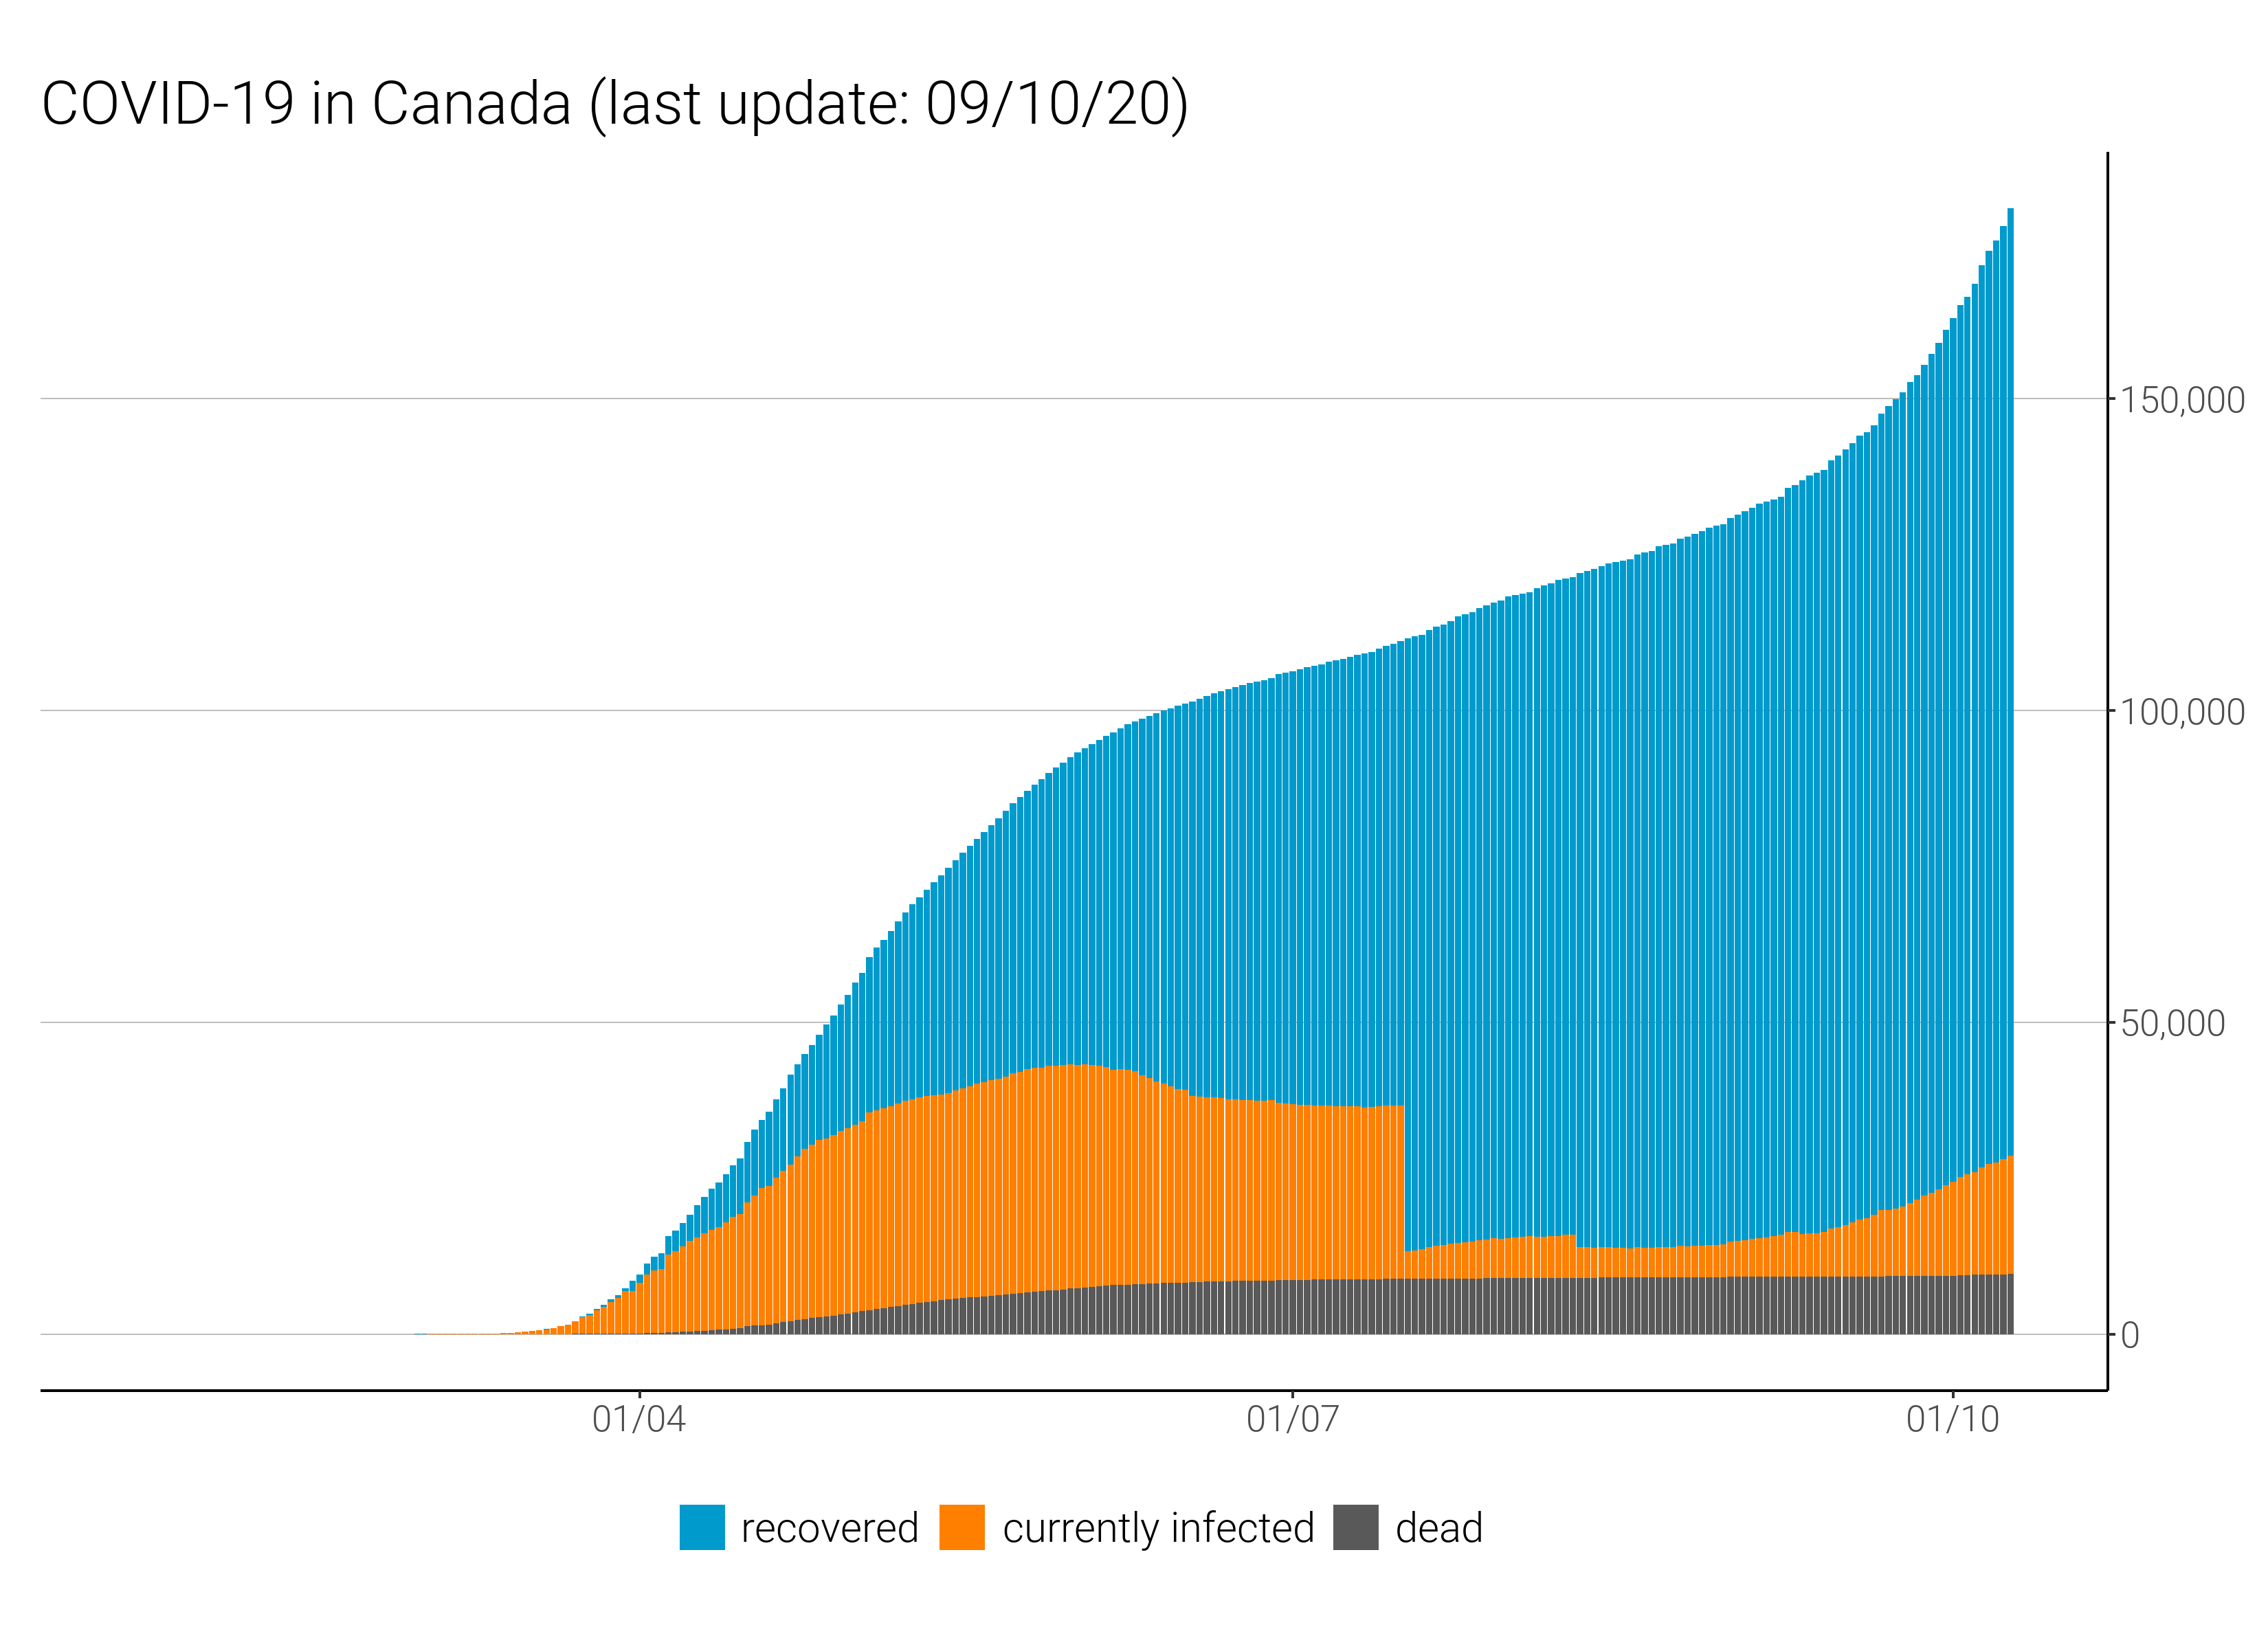 COVID-19 in Canada (last update: 09/10/20)
150,000
100,000
50,000
0
01/04 01/07 01/10
recovered currently infected dead